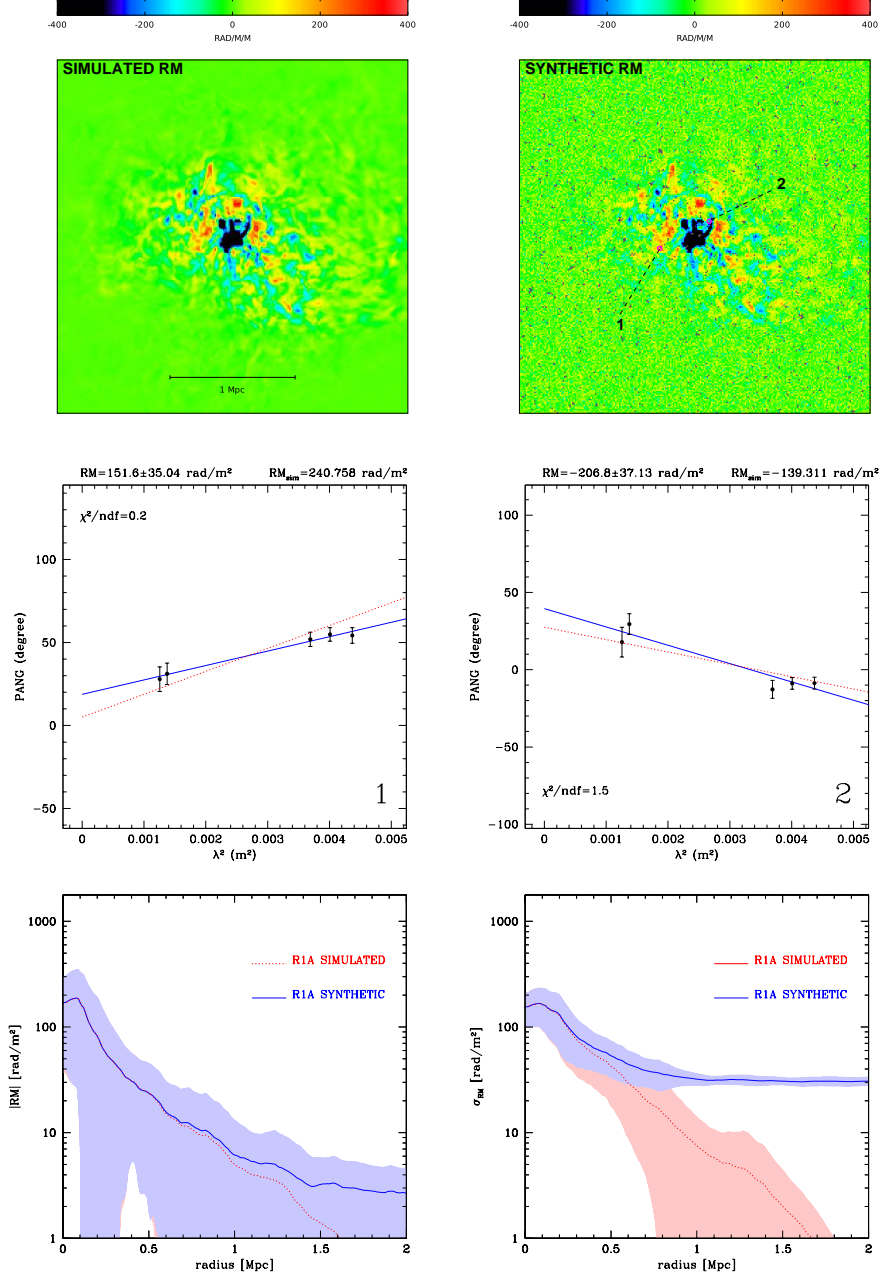 -400 -200 0 200 400
RAD/M/M
-400 -200 0 200 400
RAD/M/M
SIMULATED RM
1 Mpc
SYNTHETIC RM
2
1
RM=151.6±35.04 rad/m² RM_sim=240.758 rad/m²
χ²/ndf=0.2
PANG (degree)
100
50
0
−50
1
0 0.001 0.002 0.003 0.004 0.005
λ² (m²)
RM=−206.8±37.13 rad/m² RM_sim=−139.311 rad/m²
PANG (degree)
100
50
0
−50
−100
χ²/ndf=1.5
2
0 0.001 0.002 0.003 0.004 0.005
λ² (m²)
|RM| [rad/m²]
1000
100
10
1
R1A SIMULATED
R1A SYNTHETIC
0 0.5 1 1.5 2
radius [Mpc]
σ_RM [rad/m²]
1000
100
10
1
R1A SIMULATED
R1A SYNTHETIC
0 0.5 1 1.5 2
radius [Mpc]